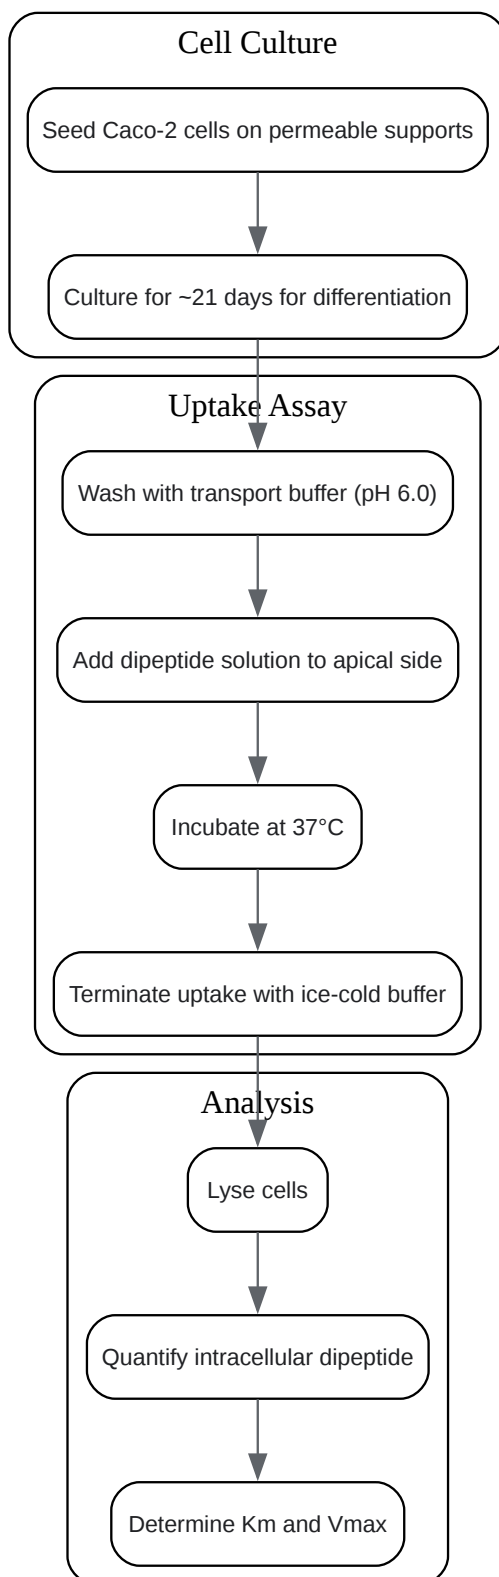 Cell Culture
Seed Caco-2 cells on permeable supports
Culture for ~21 days for differentiation
Uptake Assay
Wash with transport buffer (pH 6.0)
Add dipeptide solution to apical side
Incubate at 37°C
Terminate uptake with ice-cold buffer
Analysis
Lyse cells
Quantify intracellular dipeptide
Determine Km and Vmax